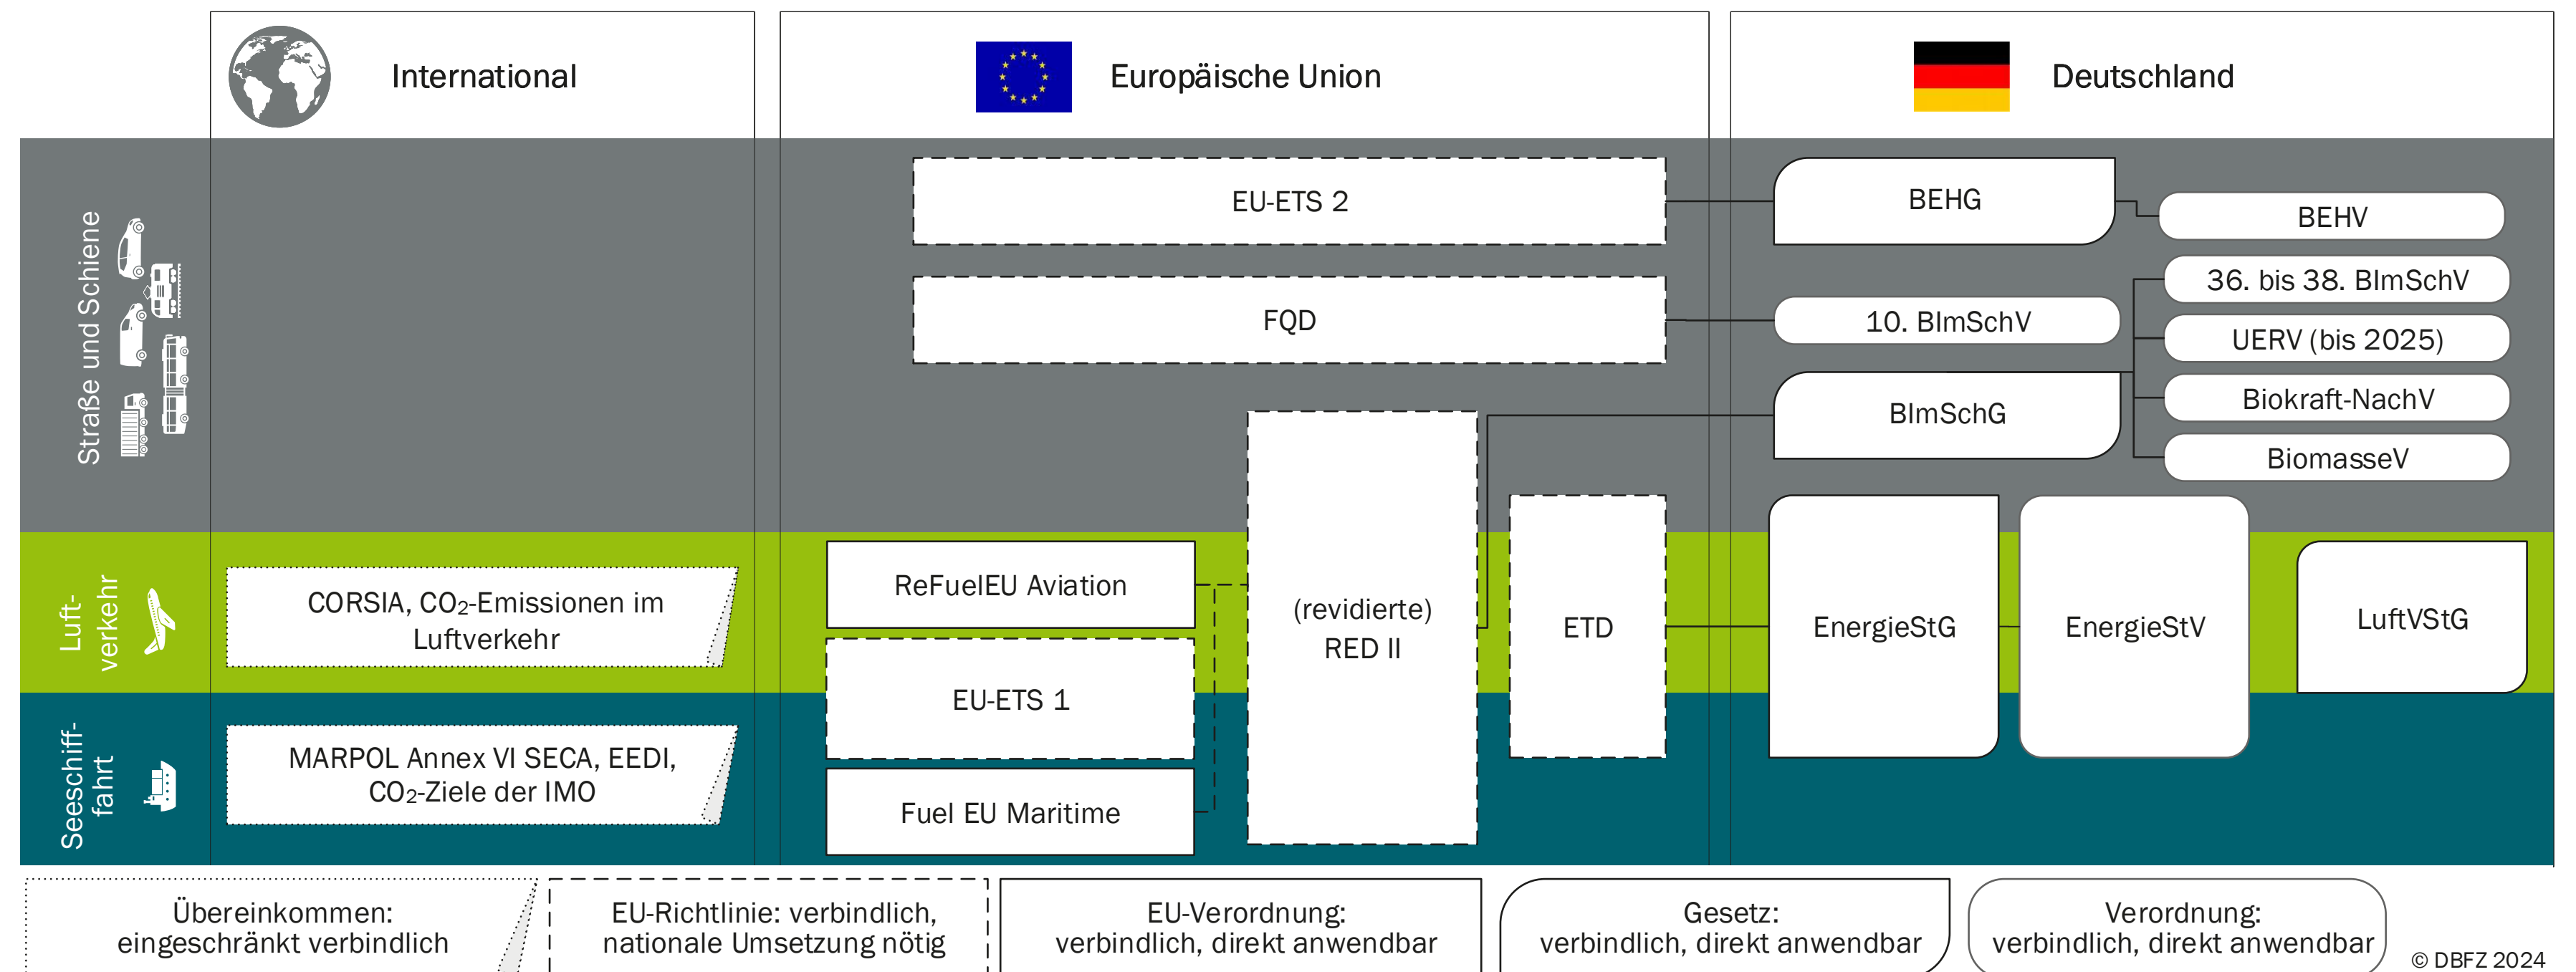 International
Europäische Union
Deutschland
Straße und Schiene
EU-ETS 2
BEHG
BEHV
FQD
10. BImSchV
36. bis 38. BImSchV
UERV (bis 2025)
BImSchG
Biokraft-NachV
BiomasseV
Luft-
verkehr
CORSIA, CO₂-Emissionen im
Luftverkehr
ReFuelEU Aviation
EU-ETS 1
(revidierte)
RED II
ETD
EnergieStG
EnergieStV
LuftVStG
Seeschiff-
fahrt
MARPOL Annex VI SECA, EEDI,
CO₂-Ziele der IMO
Fuel EU Maritime
Übereinkommen:
eingeschränkt verbindlich
EU-Richtlinie: verbindlich,
nationale Umsetzung nötig
EU-Verordnung:
verbindlich, direkt anwendbar
Gesetz:
verbindlich, direkt anwendbar
Verordnung:
verbindlich, direkt anwendbar
© DBFZ 2024